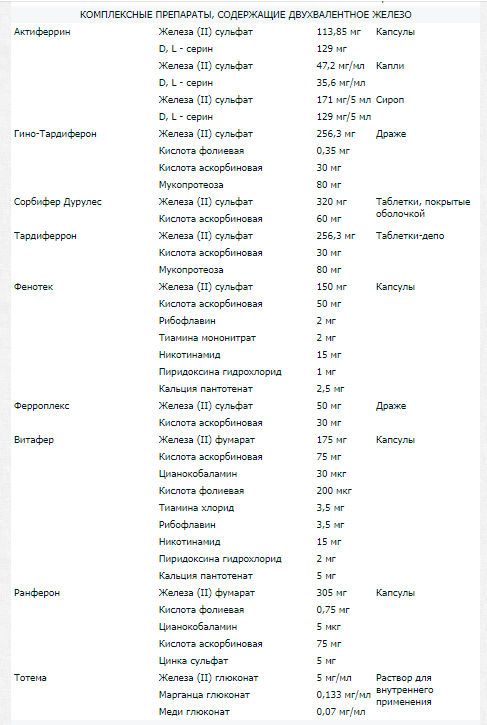 КОМПЛЕКСНЫЕ ПРЕПАРАТЫ, СОДЕРЖАЩИЕ ДВУХВАЛЕНТНОЕ ЖЕЛЕЗО
Актиферрин Железа (II) сульфат 113,85 мг Капсулы
D, L - серин 129 мг
Железа (II) сульфат 47,2 мг/мл Капли
D, L - серин 35,6 мг/мл
Железа (II) сульфат 171 мг/5 мл Сироп
D, L - серин 129 мг/5 мл
Гино-Тардиферон Железа (II) сульфат 256,3 мг Драже
Кислота фолиевая 0,35 мг
Кислота аскорбиновая 30 мг
Мукопротеоза 80 мг
Сорбифер Дурулес Железа (II) сульфат 320 мг Таблетки, покрытые
Кислота аскорбиновая 60 мг оболочкой
Тардиферрон Железа (II) сульфат 256,3 мг Таблетки-депо
Кислота аскорбиновая 30 мг
Мукопротеоза 80 мг
Фенотек Железа (II) сульфат 150 мг Капсулы
Кислота аскорбиновая 50 мг
Рибофлавин 2 мг
Тиамина мононитрат 2 мг
Никотинамид 15 мг
Пиридоксина гидрохлорид 1 мг
Кальция пантотенат 2,5 мг
Ферроплекс Железа (II) сульфат 50 мг Драже
Кислота аскорбиновая 30 мг
Витафер Железа (II) фумарат 175 мг Капсулы
Кислота аскорбиновая 75 мг
Цианокобаламин 30 мкг
Кислота фолиевая 200 мкг
Тиамина хлорид 3,5 мг
Рибофлавин 3,5 мг
Никотинамид 15 мг
Пиридоксина гидрохлорид 2 мг
Кальция пантотенат 5 мг
Ранферон Железа (II) фумарат 305 мг Капсулы
Кислота фолиевая 0,75 мг
Цианокобаламин 5 мкг
Кислота аскорбиновая 75 мг
Цинка сульфат 5 мг
Тотема Железа (II) глюконат 5 мг/мл Раствор для
Марганца глюконат 0,133 мг/мл внутреннего
Меди глюконат 0,07 мг/мл применения